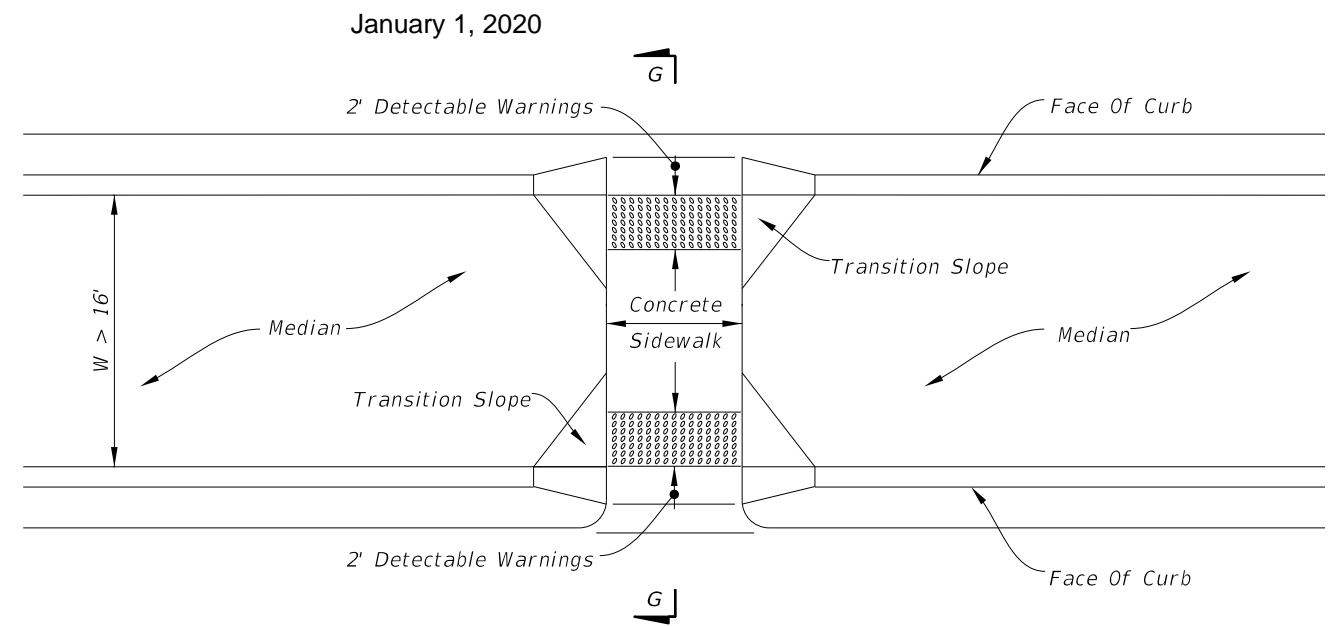 January 1, 2020
G
2' Detectable Warnings
Face Of Curb
Transition Slope
W > 16'
Median
Concrete
Sidewalk
Median
Transition Slope
2' Detectable Warnings
Face Of Curb
G